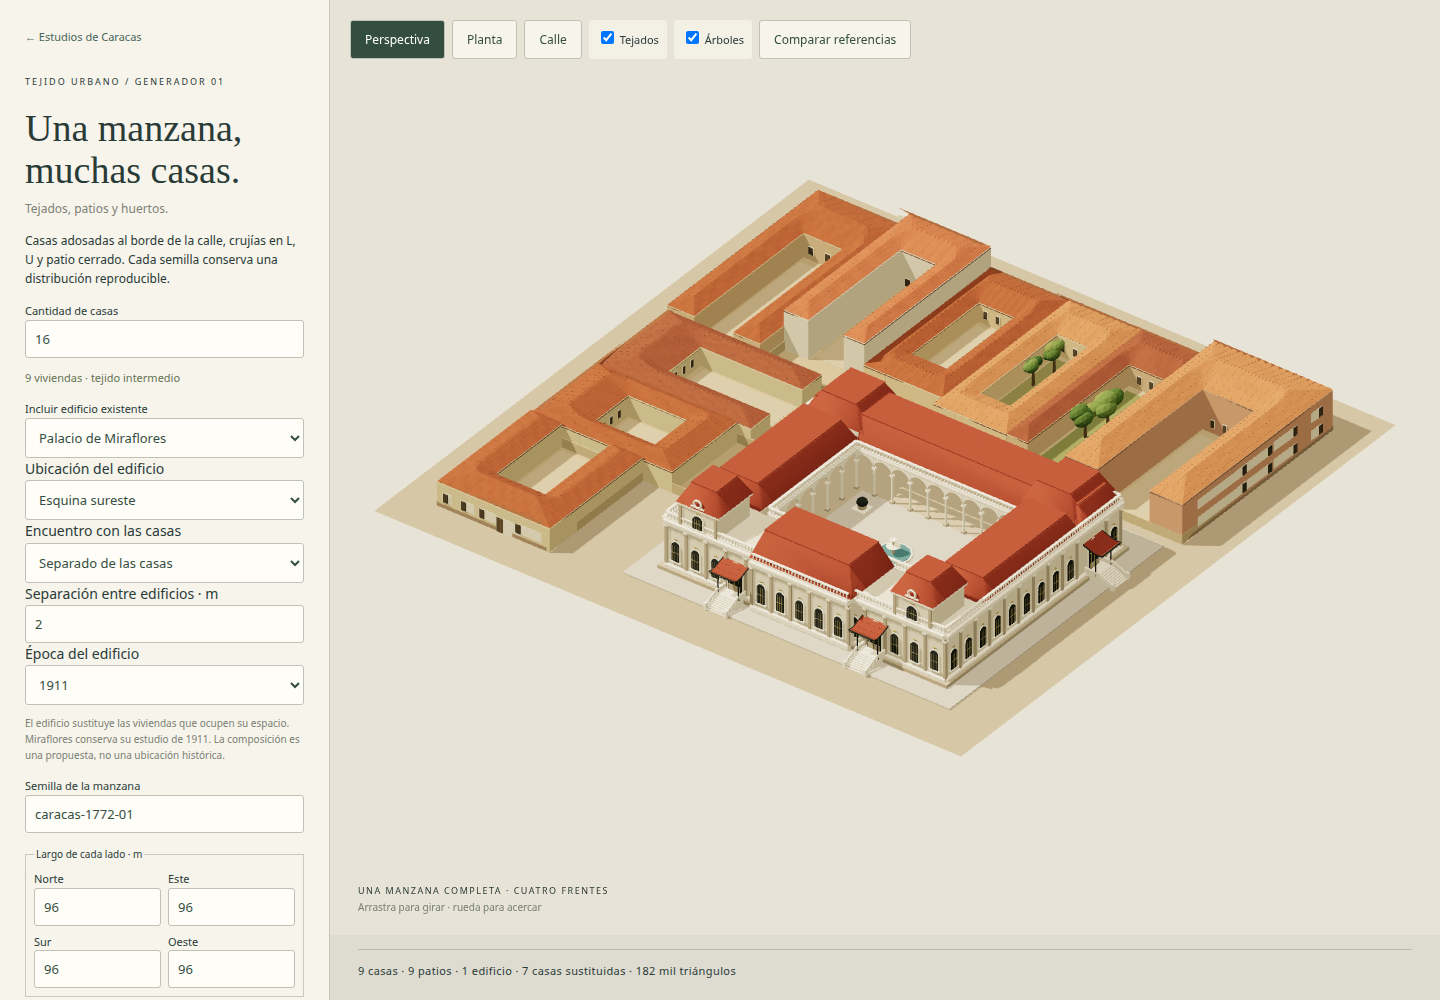 ← Estudios de Caracas
TEJIDO URBANO / GENERADOR 01
Una manzana,
muchas casas.
Tejados, patios y huertos.
Casas adosadas al borde de la calle, crujías en L,
U y patio cerrado. Cada semilla conserva una
distribución reproducible.
Cantidad de casas
16
9 viviendas · tejido intermedio
Incluir edificio existente
Palacio de Miraflores
Ubicación del edificio
Esquina sureste
Encuentro con las casas
Separado de las casas
Separación entre edificios · m
2
Época del edificio
1911
El edificio sustituye las viviendas que ocupen su espacio.
Miraflores conserva su estudio de 1911. La composición es
una propuesta, no una ubicación histórica.
Semilla de la manzana
caracas-1772-01
Largo de cada lado · m
Norte Este
96 96
Sur Oeste
96 96
Perspectiva Planta Calle Tejados Árboles Comparar referencias
UNA MANZANA COMPLETA · CUATRO FRENTES
Arrastra para girar · rueda para acercar
9 casas · 9 patios · 1 edificio · 7 casas sustituidas · 182 mil triángulos